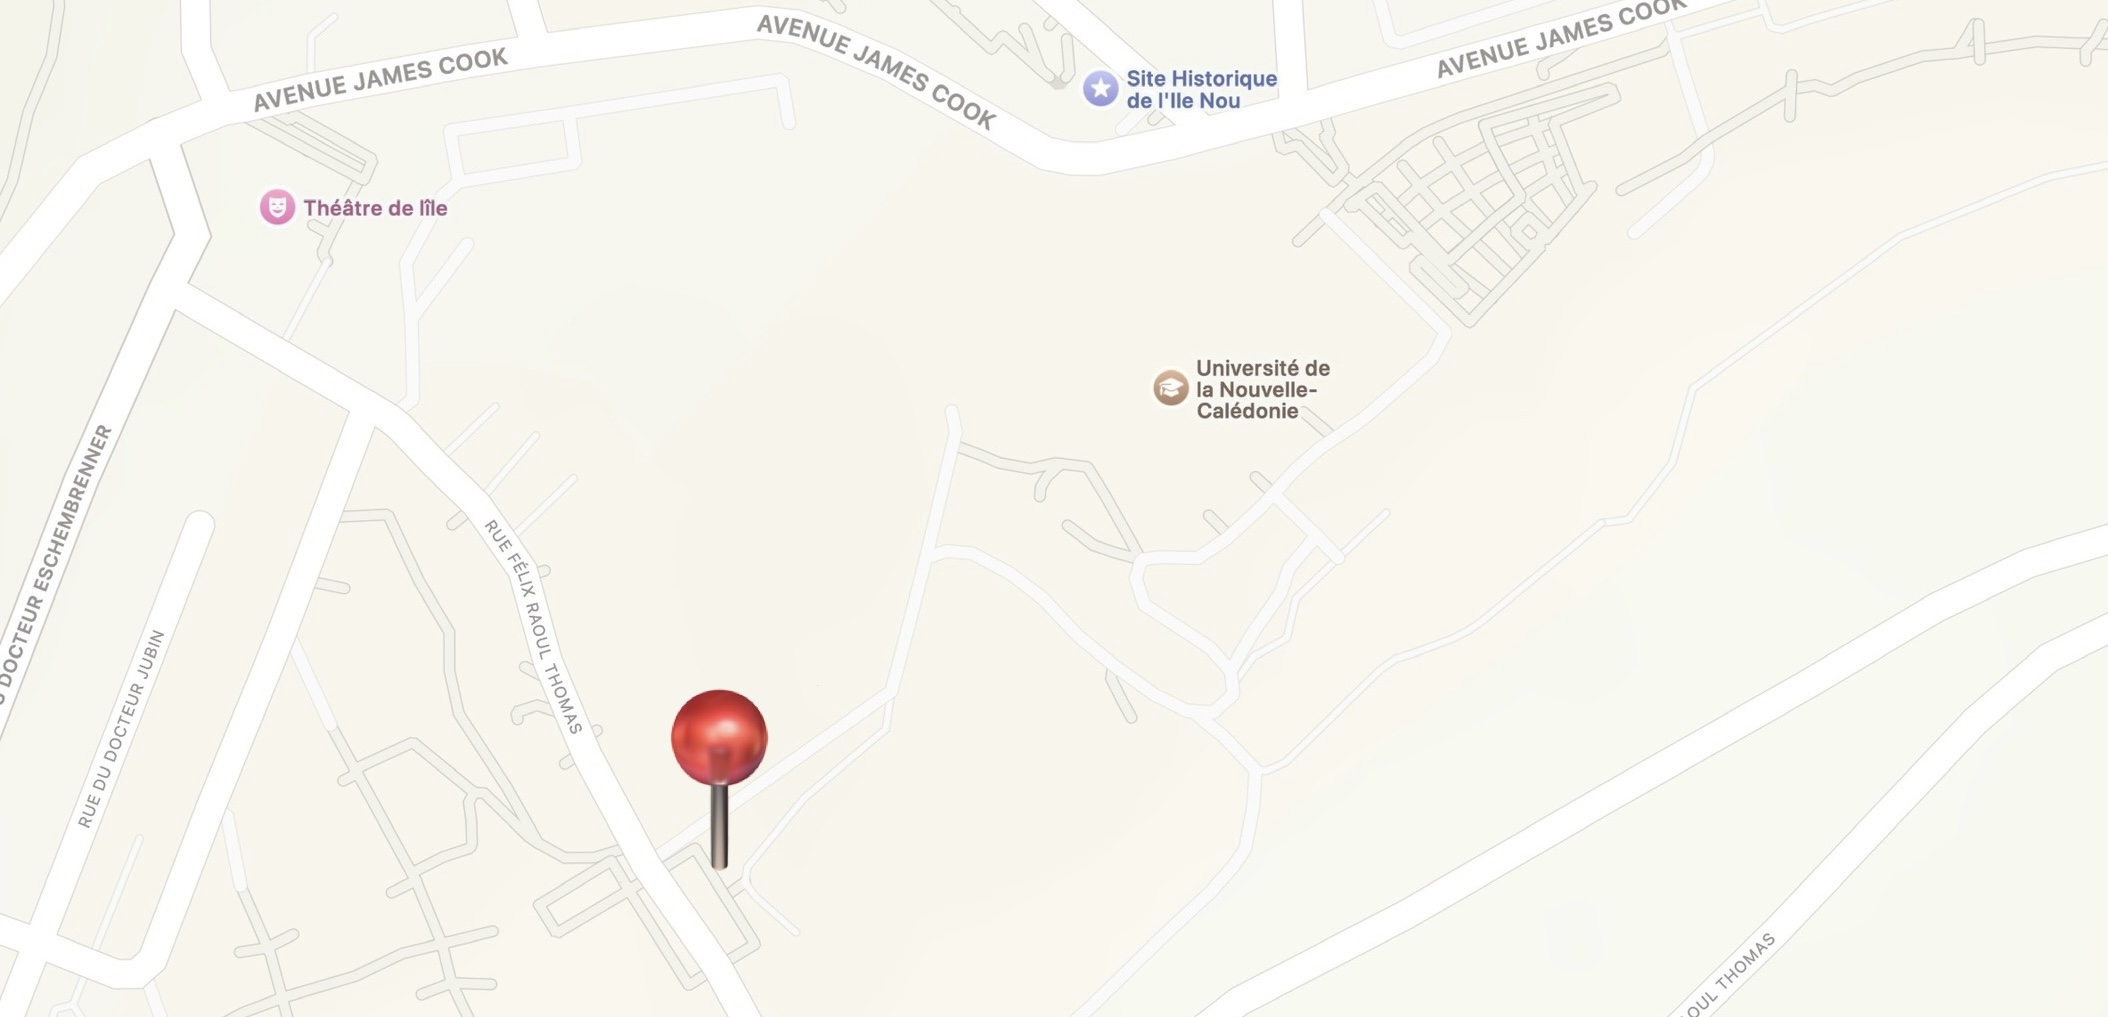 AVENUE JAMES COOK
AVENUE JAMES COOK
AVENUE JAMES COOK
Site Historique
de l'Ile Nou
Théâtre de lîle
Université de
la Nouvelle-
Calédonie
DOCTEUR ESCHEMBRENNER
RUE FÉLIX RAOUL THOMAS
RUE DU DOCTEUR JUBIN
OUL THOMAS